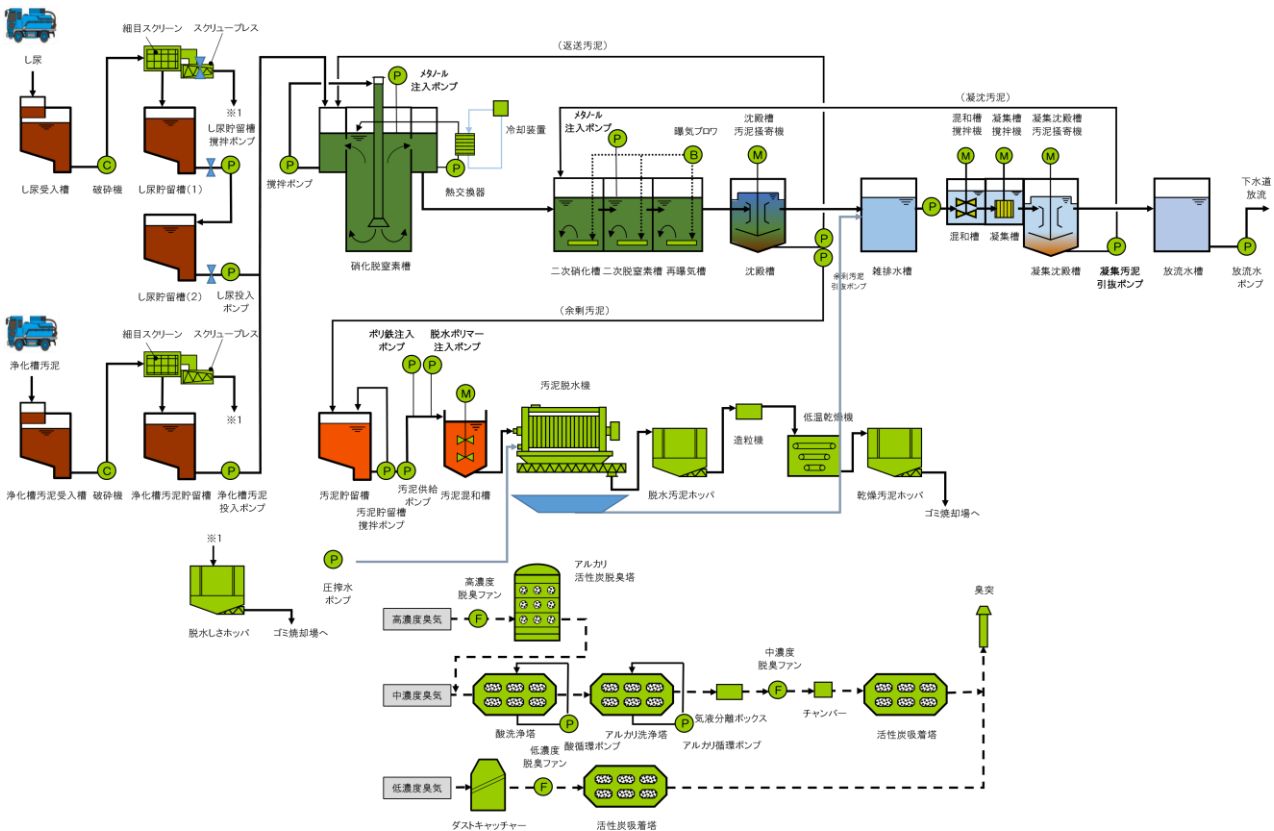 細目スクリーン
スクリュープレス
し尿
※1
し尿貯留槽
攪拌ポンプ
P
C
し尿受入槽
破砕機
し尿貯留槽(1)
P
し尿貯留槽(2)
し尿投入
ポンプ
浄化槽汚泥
細目スクリーン
スクリュープレス
※1
C
P
浄化槽汚泥受入槽
破砕機
浄化槽汚泥貯留槽
浄化槽汚泥
投入ポンプ
※1
脱水しさホッパ
ゴミ焼却場へ
(返送汚泥)
P
メタノール
注入ポンプ
冷却装置
P
攪拌ポンプ
P
熱交換器
硝化脱窒素槽
メタノール
注入ポンプ
P
曝気ブロワ
B
沈殿槽
汚泥掻寄機
M
二次硝化槽
二次脱窒素槽
再曝気槽
沈殿槽
P
P
余剰汚泥
引抜ポンプ
(凝沈汚泥)
混和槽
攪拌機
凝集槽
攪拌機
凝集沈殿槽
汚泥掻寄機
M
M
M
P
雑排水槽
混和槽
凝集槽
凝集沈殿槽
P
凝集汚泥
引抜ポンプ
放流水槽
下水道
放流
P
放流水
ポンプ
(余剰汚泥)
ポリ鉄注入
ポンプ
脱水ポリマー
注入ポンプ
P
P
M
汚泥脱水機
造粒機
低温乾燥機
P
P
汚泥貯留槽
汚泥貯留槽
攪拌ポンプ
汚泥供給
ポンプ
汚泥混和槽
脱水汚泥ホッパ
乾燥汚泥ホッパ
ゴミ焼却場へ
P
圧搾水
ポンプ
高濃度臭気
高濃度
脱臭ファン
F
アルカリ
活性炭脱臭塔
臭突
中濃度臭気
酸洗浄塔
P
酸循環ポンプ
アルカリ洗浄塔
P
アルカリ循環ポンプ
気液分離ボックス
中濃度
脱臭ファン
F
チャンバー
活性炭吸着塔
低濃度臭気
ダストキャッチャー
低濃度
脱臭ファン
F
活性炭吸着塔